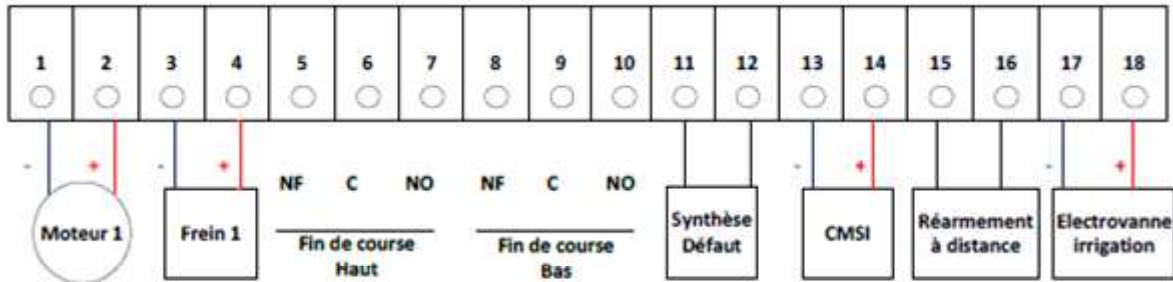 1 2 3 4 5 6 7 8 9 10 11 12 13 14 15 16 17 18
- + - + - + - +
NF C NO NF C NO
Moteur 1
Frein 1
Fin de course
Haut
Fin de course
Bas
Synthèse
Défaut
CMSI
Réarmement
à distance
Electrovanne
irrigation